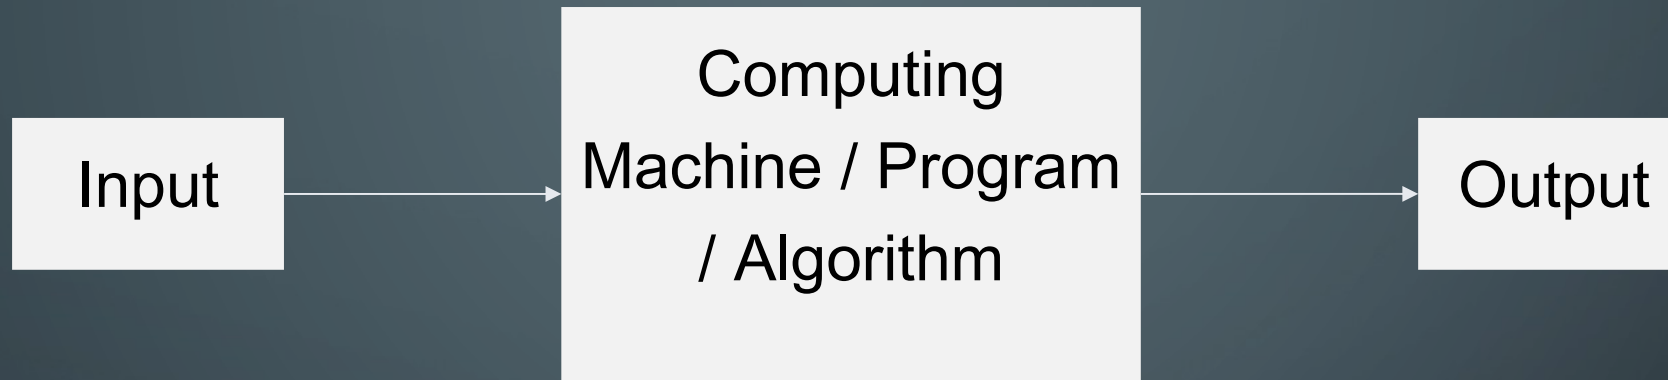 Input
Computing
Machine / Program
/ Algorithm
Output